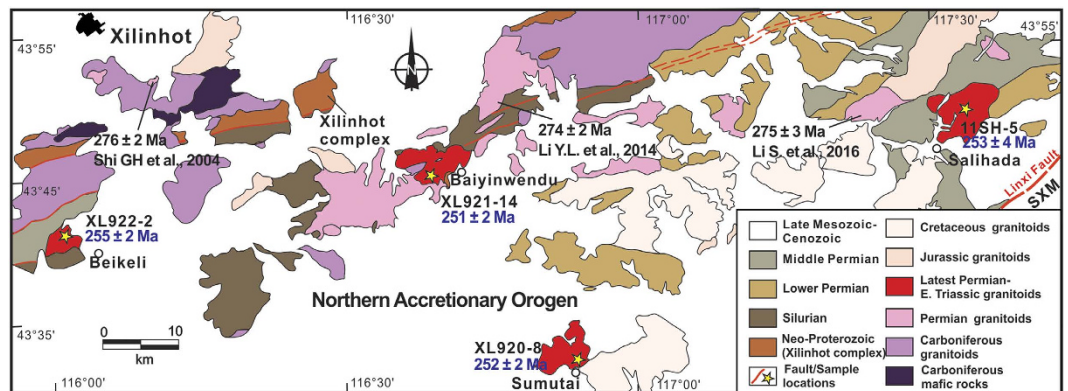 116°30'
117°00'
117°30'
43°55'
43°55'
Xilinhot
N
276 ± 2 Ma
Shi GH et al., 2004
Xilinhot
complex
274 ± 2 Ma
Li Y.L. et al., 2014
275 ± 3 Ma
Li S. et al., 2016
11SH-5
253 ± 4 Ma
Salihada
43°45'
Baiyinwendu
XL921-14
251 ± 2 Ma
Linxi Fault
SXM
XL922-2
255 ± 2 Ma
Beikeli
Northern Accretionary Orogen
43°35'
0 10
km
XL920-8
252 ± 2 Ma
Sumutai
116°00'
117°00'
Late Mesozoic-
Cenozoic
Cretaceous granitoids
Middle Permian
Jurassic granitoids
Lower Permian
Latest Permian-
E. Triassic granitoids
Silurian
Permian granitoids
Neo-Proterozoic
(Xilinhot complex)
Carboniferous
granitoids
Fault/Sample
locations
Carboniferous
mafic rocks